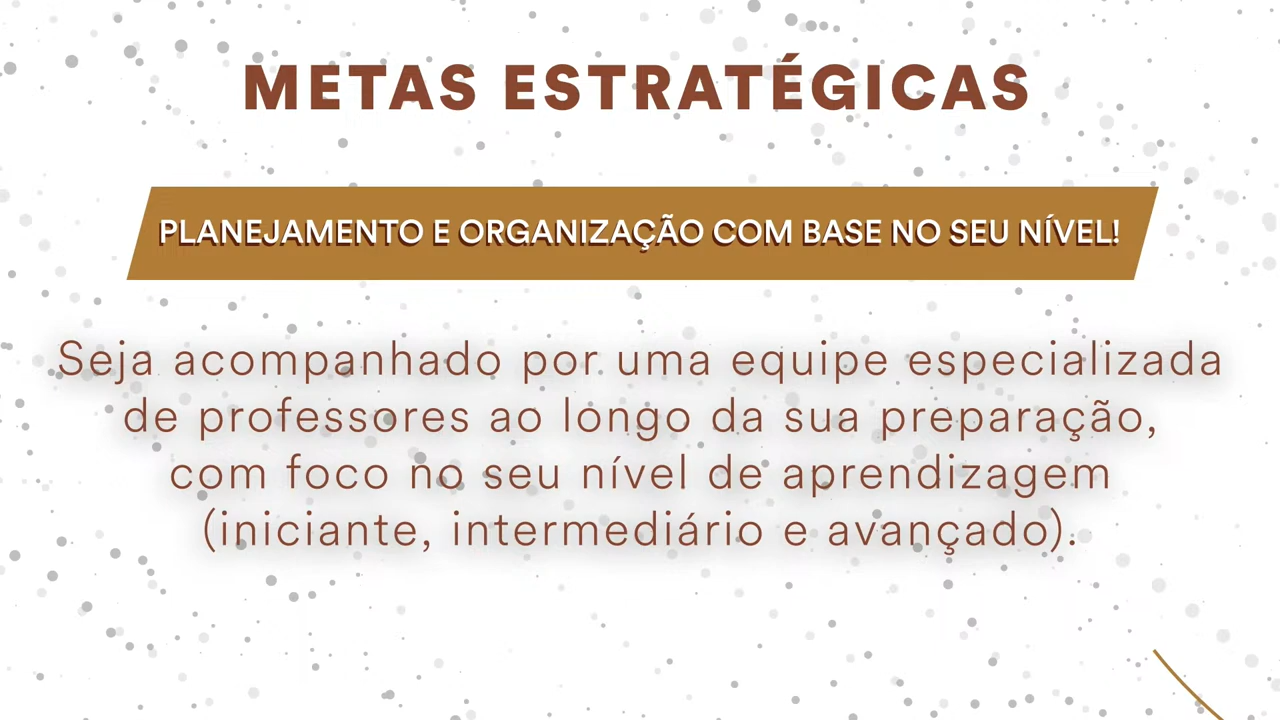 METAS ESTRATÉGICAS
PLANEJAMENTO E ORGANIZAÇÃO COM BASE NO SEU NÍVEL!
Seja acompanhado por uma equipe especializada
de professores ao longo da sua preparação,
com foco no seu nível de aprendizagem
(iniciante, intermediário e avançado).